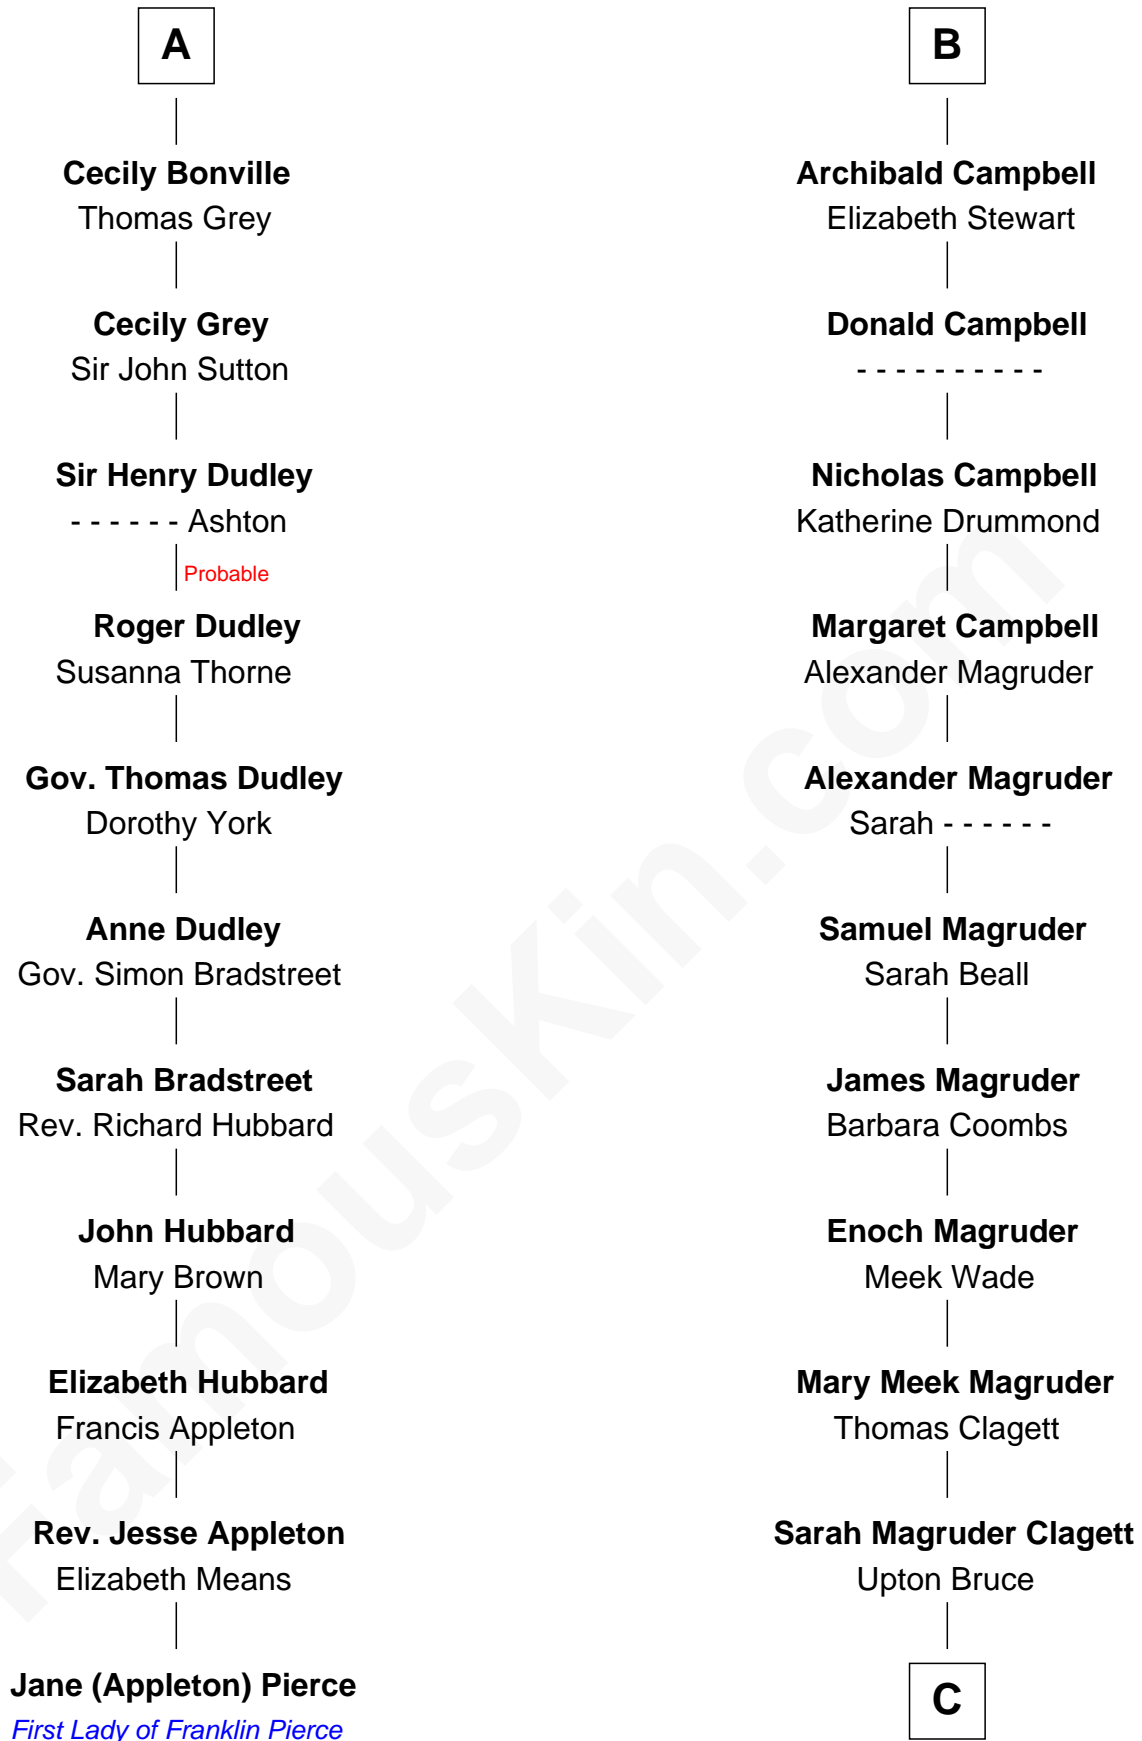 A
Cecily Bonville
Thomas Grey
Cecily Grey
Sir John Sutton
Sir Henry Dudley
- - - - - - Ashton
Probable
Roger Dudley
Susanna Thorne
Gov. Thomas Dudley
Dorothy York
Anne Dudley
Gov. Simon Bradstreet
Sarah Bradstreet
Rev. Richard Hubbard
John Hubbard
Mary Brown
Elizabeth Hubbard
Francis Appleton
Rev. Jesse Appleton
Elizabeth Means
Jane (Appleton) Pierce
First Lady of Franklin Pierce
B
Archibald Campbell
Elizabeth Stewart
Donald Campbell
- - - - - - - - - -
Nicholas Campbell
Katherine Drummond
Margaret Campbell
Alexander Magruder
Alexander Magruder
Sarah - - - - - -
Samuel Magruder
Sarah Beall
James Magruder
Barbara Coombs
Enoch Magruder
Meek Wade
Mary Meek Magruder
Thomas Clagett
Sarah Magruder Clagett
Upton Bruce
C
FamousKin.com